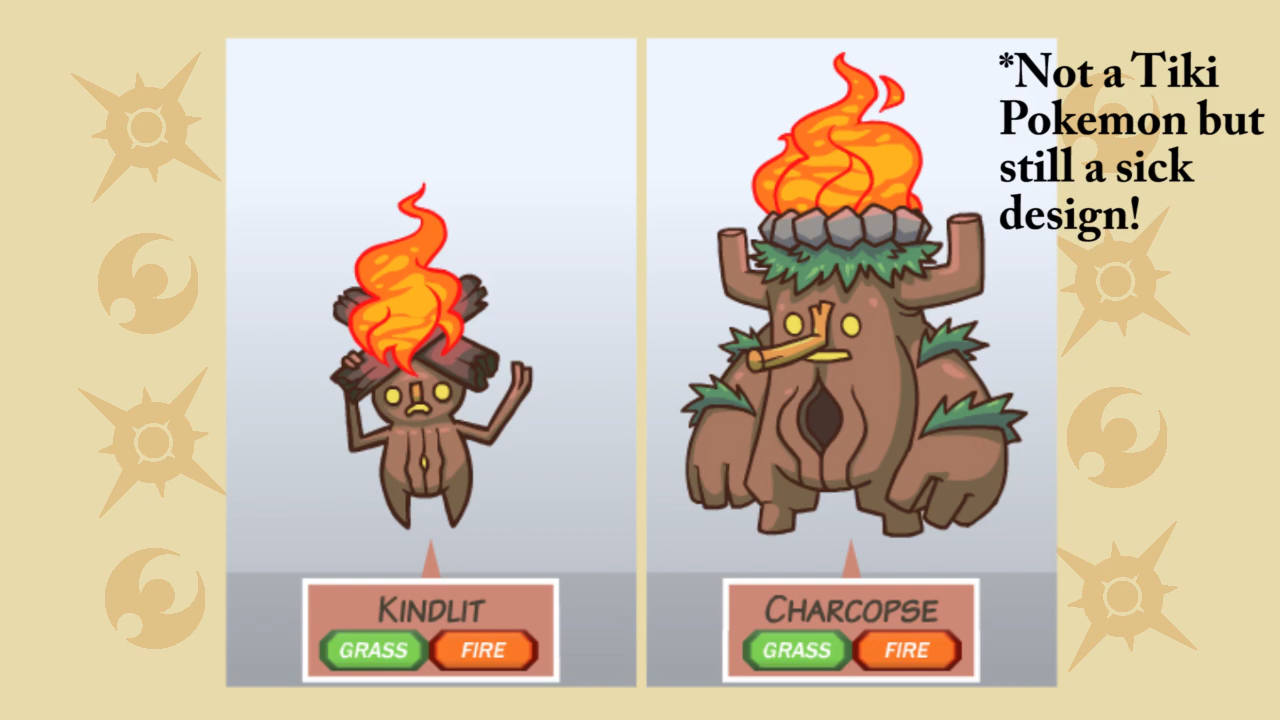 *Not a Tiki
Pokemon but
still a sick
design!
KINDLIT
GRASS FIRE
CHARCOPSE
GRASS FIRE